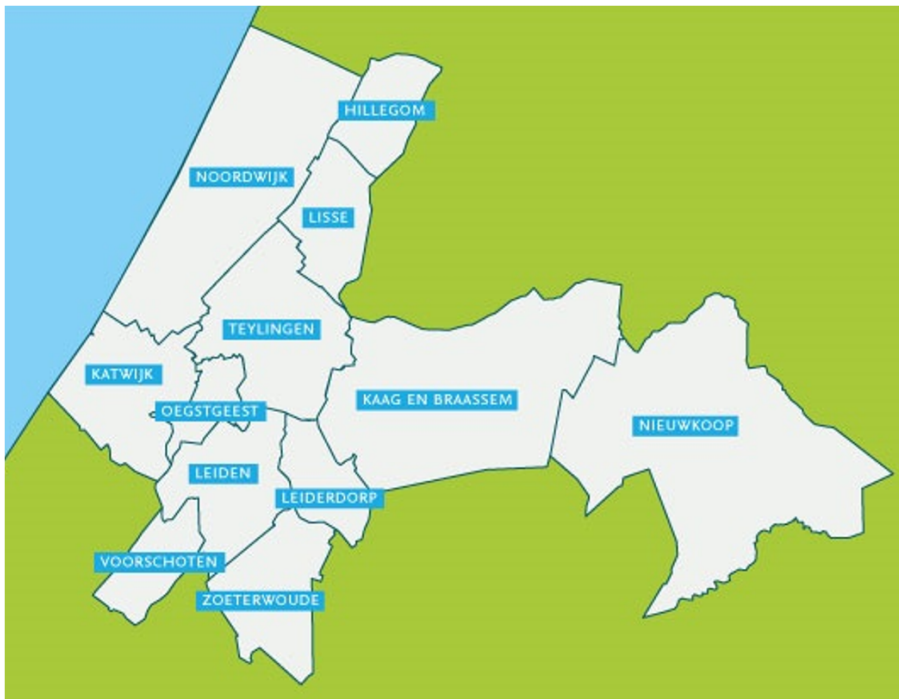 HILLEGOM
NOORDWIJK
LISSE
TEYLINGEN
KATWIJK
KAAG EN BRAASSEM
OEGSTGEEST
NIEUWKOOP
LEIDEN
LEIDERDORP
VOORSCHOTEN
ZOETERWOUDE